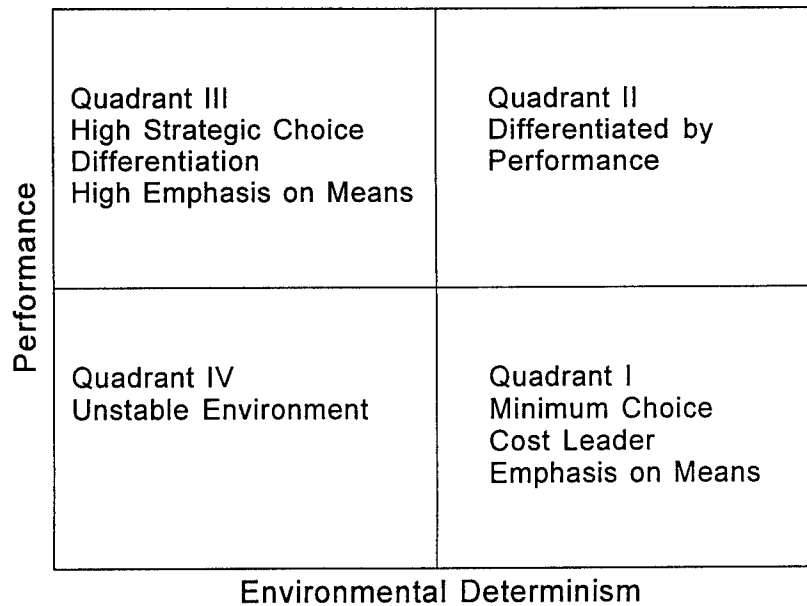 Performance
Quadrant III
High Strategic Choice
Differentiation
High Emphasis on Means
Quadrant II
Differentiated by
Performance
Quadrant IV
Unstable Environment
Quadrant I
Minimum Choice
Cost Leader
Emphasis on Means
Environmental Determinism